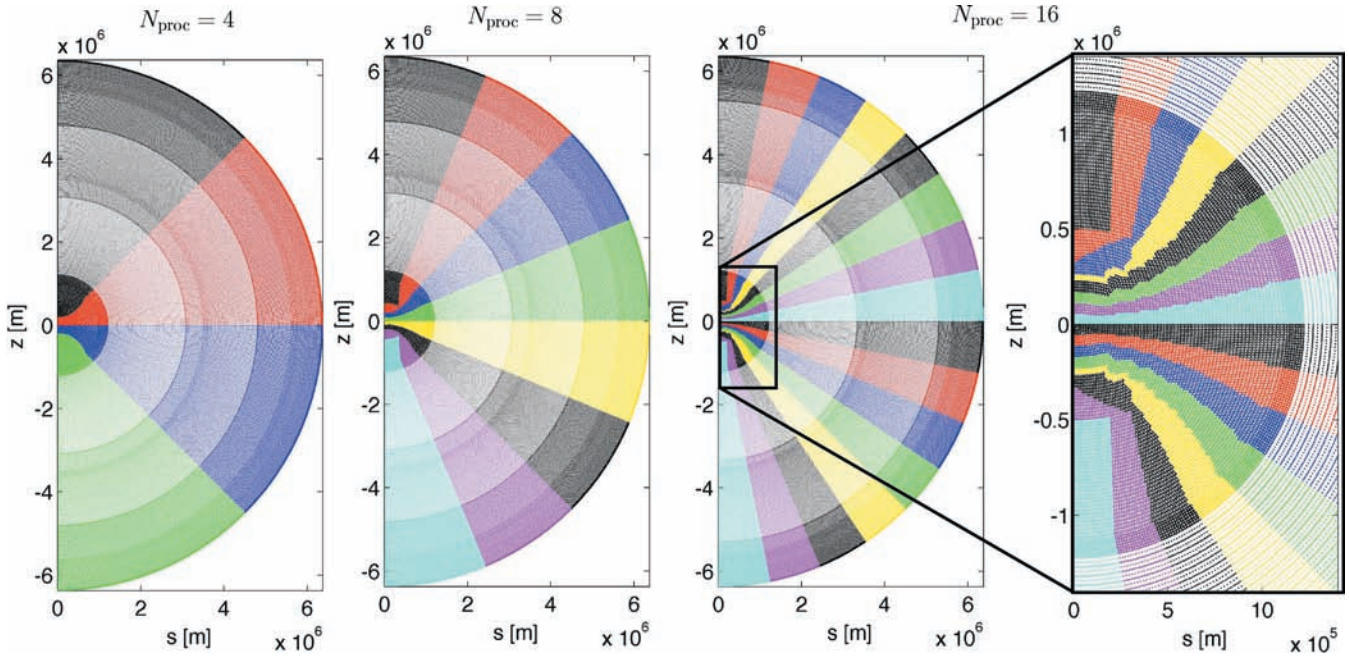 N_proc = 4
N_proc = 8
N_proc = 16
x 10^6
6
4
2
0
-2
-4
-6
z [m]
0 2 4 6
s [m] x 10^6
x 10^6
6
4
2
0
-2
-4
-6
z [m]
0 2 4 6
s [m] x 10^6
x 10^6
6
4
2
0
-2
-4
-6
z [m]
0 2 4 6
s [m] x 10^6
x 10^6
1
0.5
0
-0.5
-1
z [m]
0 5 10
s [m] x 10^5